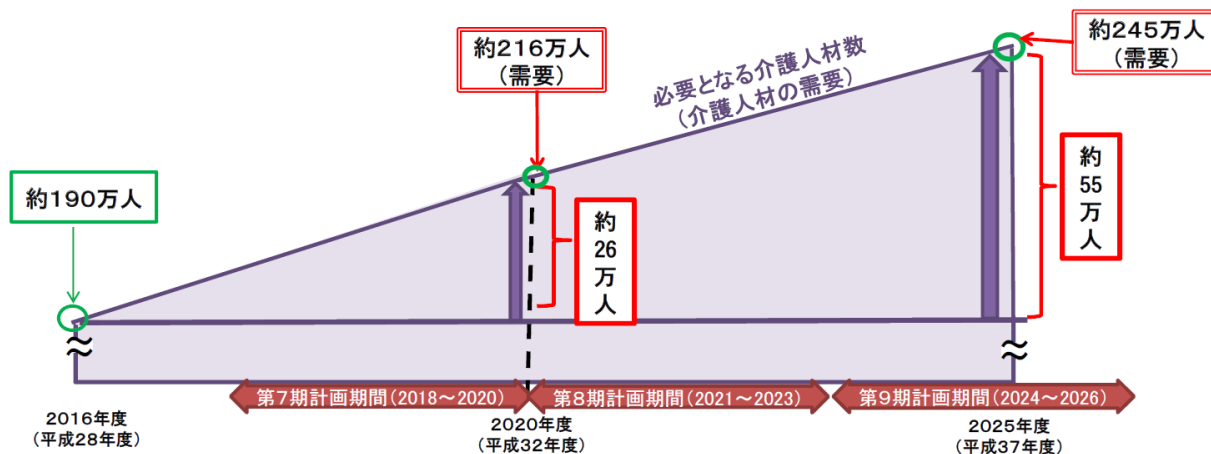 約216万人
(需要)
約245万人
(需要)
必要となる介護人材数
(介護人材の需要)
約190万人
約
26
万
人
約
55
万
人
≈
≈
第7期計画期間(2018～2020)
第8期計画期間(2021～2023)
第9期計画期間(2024～2026)
2016年度
(平成28年度)
2020年度
(平成32年度)
2025年度
(平成37年度)